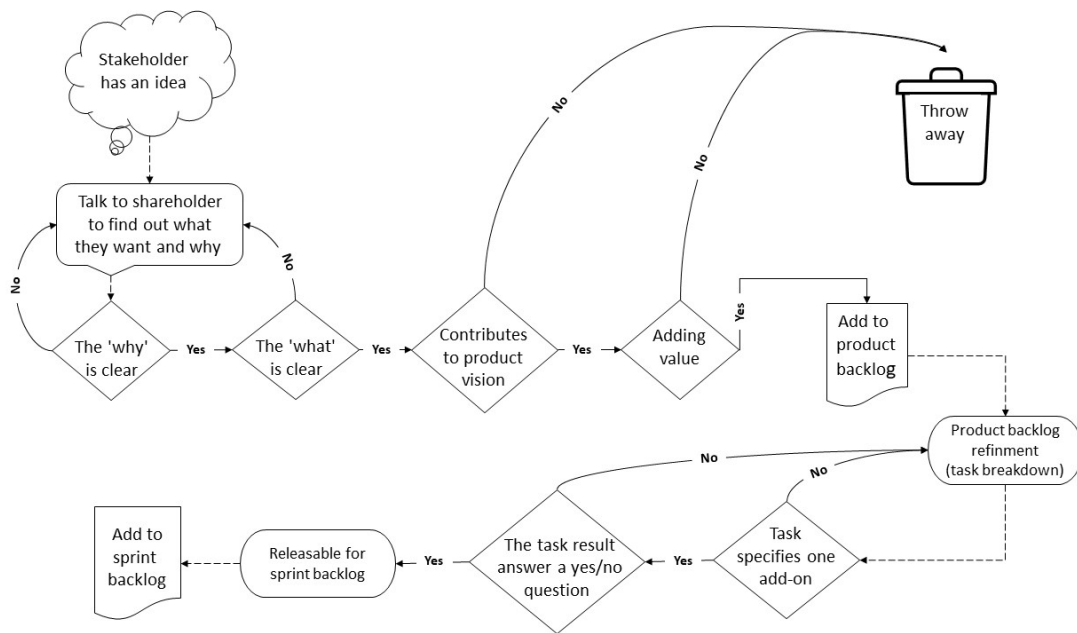 Stakeholder
has an idea
No
No
Throw
away
Talk to shareholder
to find out what
they want and why
No
No
The 'why'
is clear
Yes
The 'what'
is clear
Yes
Contributes
to product
vision
Yes
Adding
value
Yes
Add to
product
backlog
Product backlog
refinment
(task breakdown)
No
No
Task
specifies one
add-on
Yes
The task result
answer a yes/no
question
Yes
Releasable for
sprint backlog
Add to
sprint
backlog